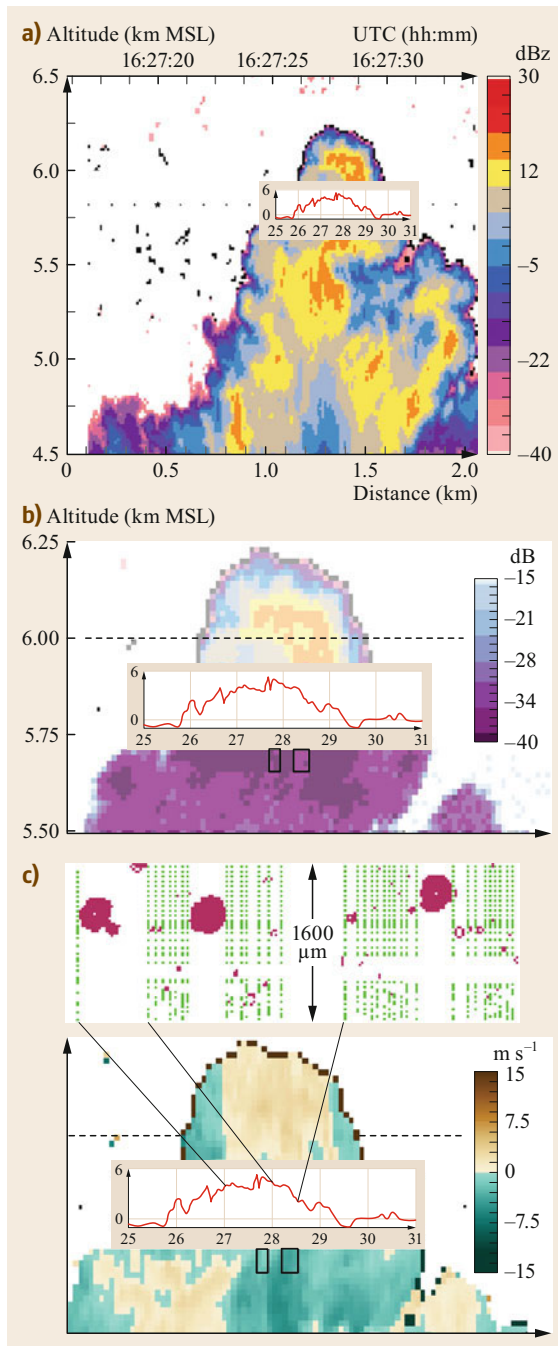 a) Altitude (km MSL) UTC (hh:mm)
16:27:20 16:27:25 16:27:30 dBz
6.5
6.0
5.5
5.0
4.5
30
12
–5
–22
–40
6
0
25 26 27 28 29 30 31
0 0.5 1.0 1.5 2.0
Distance (km)
b) Altitude (km MSL)
6.25
6.00
5.75
5.50
dB
–15
–21
–28
–34
–40
6
0
25 26 27 28 29 30 31
c)
1600
µm
m s⁻¹
15
7.5
0
–7.5
–15
6
0
25 26 27 28 29 30 31